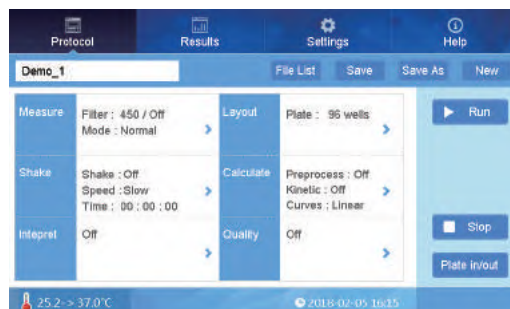 Protocol
Results
Settings
Help
Demo_1
File List
Save
Save As
New
Measure
Filter : 450 / Off
Mode : Normal
Layout
Plate : 96 wells
Run
Shake
Shake : Off
Speed :Slow
Time : 00 : 00 : 00
Calculate
Preprocess : Off
Kinetic : Off
Curves : Linear
Intepret
Off
Quality
Off
Stop
Plate in/out
25.2-> 37.0°C
2018-02-05 16:15